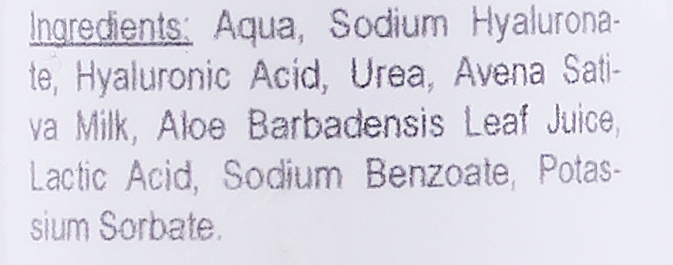 Ingredients: Aqua, Sodium Hyalurona-
te, Hyaluronic Acid, Urea, Avena Sati-
va Milk, Aloe Barbadensis Leaf Juice,
Lactic Acid, Sodium Benzoate, Potas-
sium Sorbate.